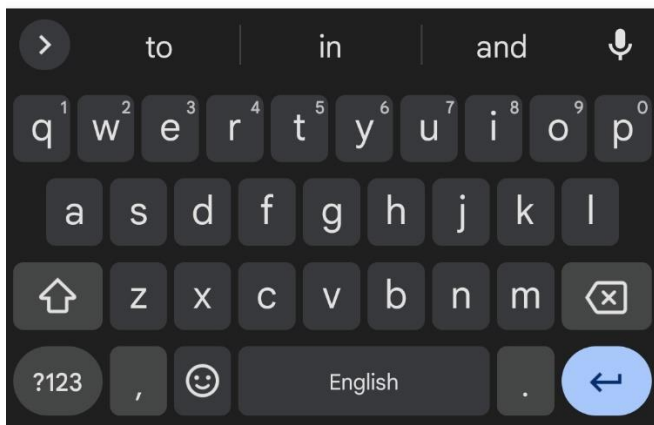 to in and
q1 w2 e3 r4 t5 y6 u7 i8 o9 p0
a s d f g h j k l
z x c v b n m
?123 , English .